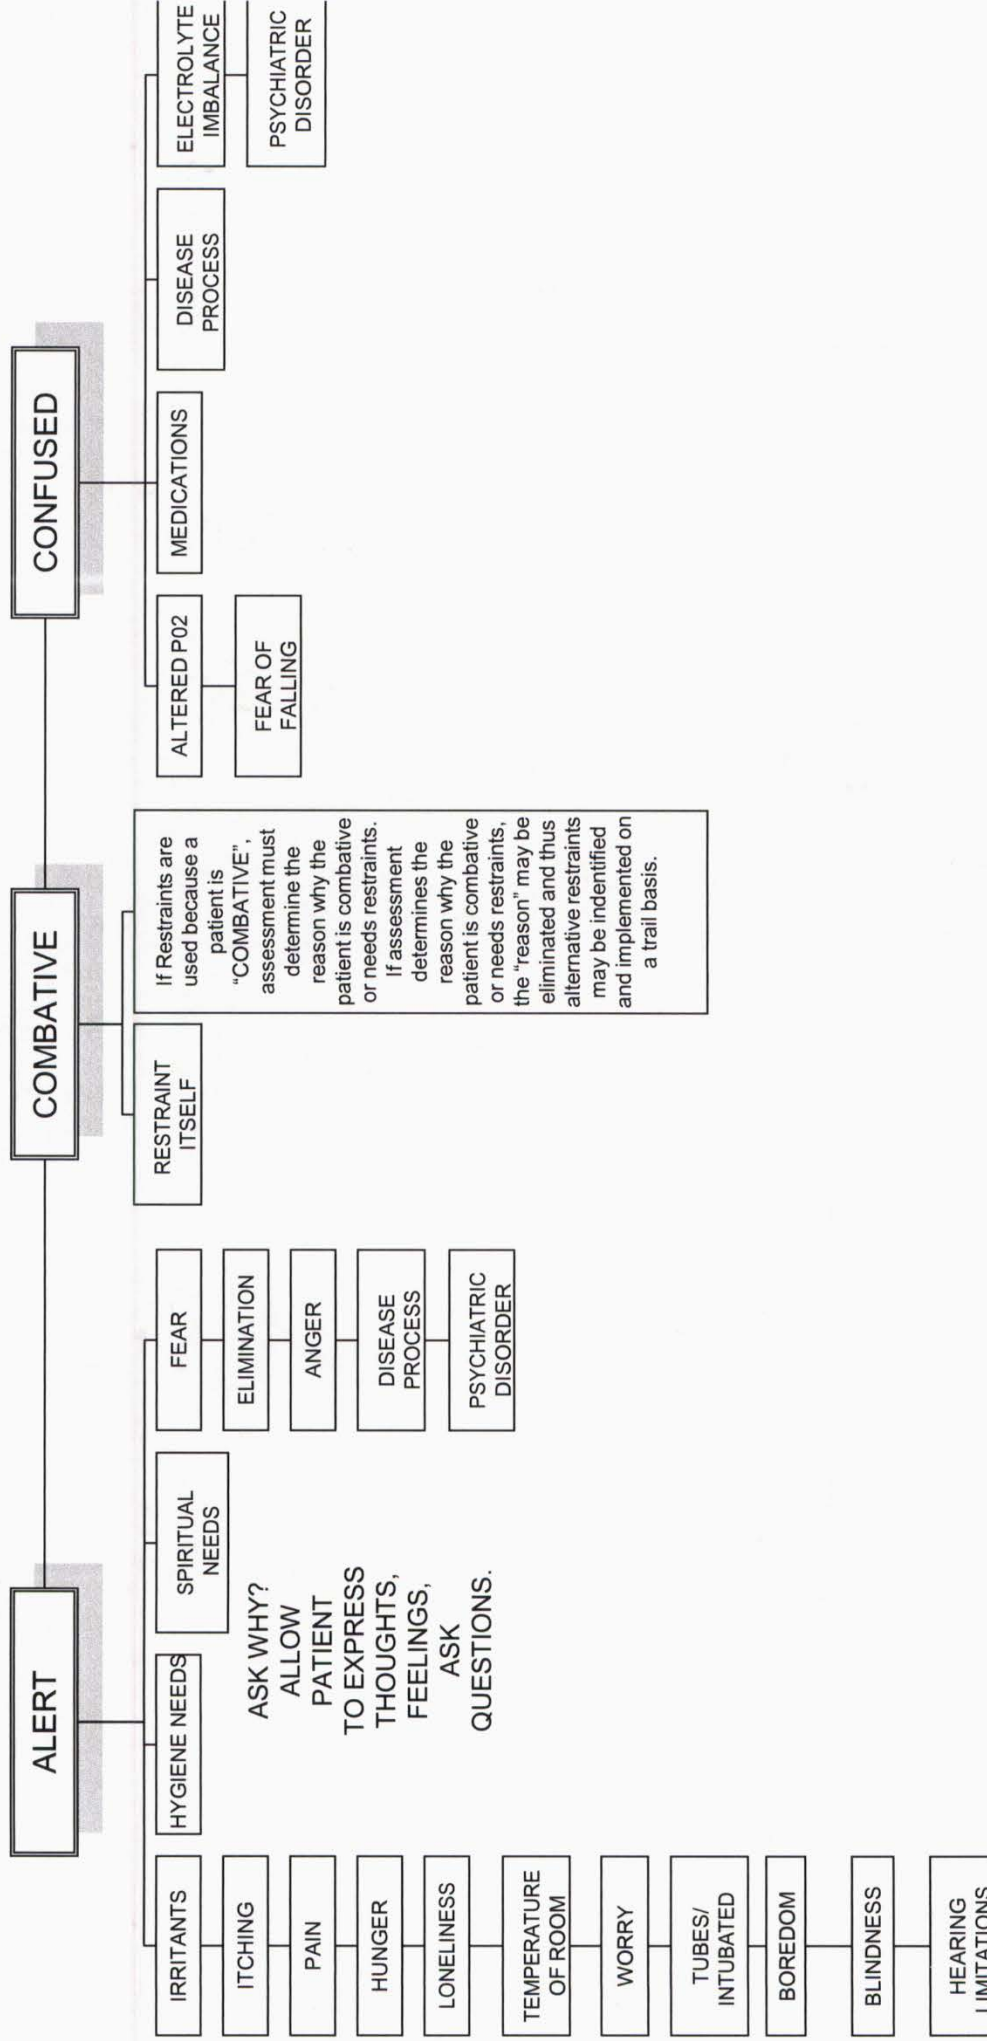 ALERT
COMBATIVE
CONFUSED
IRRITANTS
ITCHING
PAIN
HUNGER
LONELINESS
TEMPERATURE
OF ROOM
WORRY
TUBES/
INTUBATED
BOREDOM
BLINDNESS
HEARING
LIMITATIONS
HYGIENE NEEDS
SPIRITUAL
NEEDS
ASK WHY?
ALLOW
PATIENT
TO EXPRESS
THOUGHTS,
FEELINGS,
ASK
QUESTIONS.
FEAR
ELIMINATION
ANGER
DISEASE
PROCESS
PSYCHIATRIC
DISORDER
RESTRAINT
ITSELF
If Restraints are
used because a
patient is
"COMBATIVE",
assessment must
determine the
reason why the
patient is combative
or needs restraints.
If assessment
determines the
reason why the
patient is combative
or needs restraints,
the "reason" may be
eliminated and thus
alternative restraints
may be indentified
and implemented on
a trail basis.
ALTERED P02
FEAR OF
FALLING
MEDICATIONS
DISEASE
PROCESS
ELECTROLYTE
IMBALANCE
PSYCHIATRIC
DISORDER